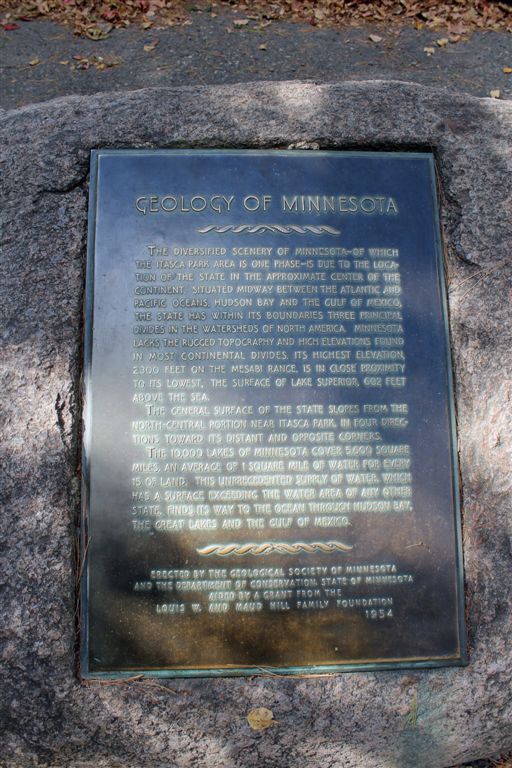 GEOLOGY OF MINNESOTA
THE DIVERSIFIED SCENERY OF MINNESOTA—OF WHICH
THE ITASCA PARK AREA IS ONE PHASE—IS DUE TO THE LOCA-
TION OF THE STATE IN THE APPROXIMATE CENTER OF THE
CONTINENT. SITUATED MIDWAY BETWEEN THE ATLANTIC AND
PACIFIC OCEANS, HUDSON BAY AND THE GULF OF MEXICO,
THE STATE HAS WITHIN ITS BOUNDARIES THREE PRINCIPAL
DIVIDES IN THE WATERSHEDS OF NORTH AMERICA. MINNESOTA
LACKS THE RUGGED TOPOGRAPHY AND HIGH ELEVATIONS FOUND
IN MOST CONTINENTAL DIVIDES. ITS HIGHEST ELEVATION,
2300 FEET ON THE MESABI RANGE, IS IN CLOSE PROXIMITY
TO ITS LOWEST, THE SURFACE OF LAKE SUPERIOR, 602 FEET
ABOVE THE SEA.
THE GENERAL SURFACE OF THE STATE SLOPES FROM THE
NORTH-CENTRAL PORTION NEAR ITASCA PARK, IN FOUR DIREC-
TIONS TOWARD ITS DISTANT AND OPPOSITE CORNERS.
THE 10,000 LAKES OF MINNESOTA COVER 5,600 SQUARE
MILES, AN AVERAGE OF 1 SQUARE MILE OF WATER FOR EVERY
15 OF LAND. THIS UNPRECEDENTED SUPPLY OF WATER, WHICH
HAS A SURFACE EXCEEDING THE WATER AREA OF ANY OTHER
STATE, FINDS ITS WAY TO THE OCEAN THROUGH HUDSON BAY,
THE GREAT LAKES AND THE GULF OF MEXICO.
ERECTED BY THE GEOLOGICAL SOCIETY OF MINNESOTA
AND THE DEPARTMENT OF CONSERVATION, STATE OF MINNESOTA
AIDED BY A GRANT FROM THE
LOUIS W. AND MAUD HILL FAMILY FOUNDATION
1954